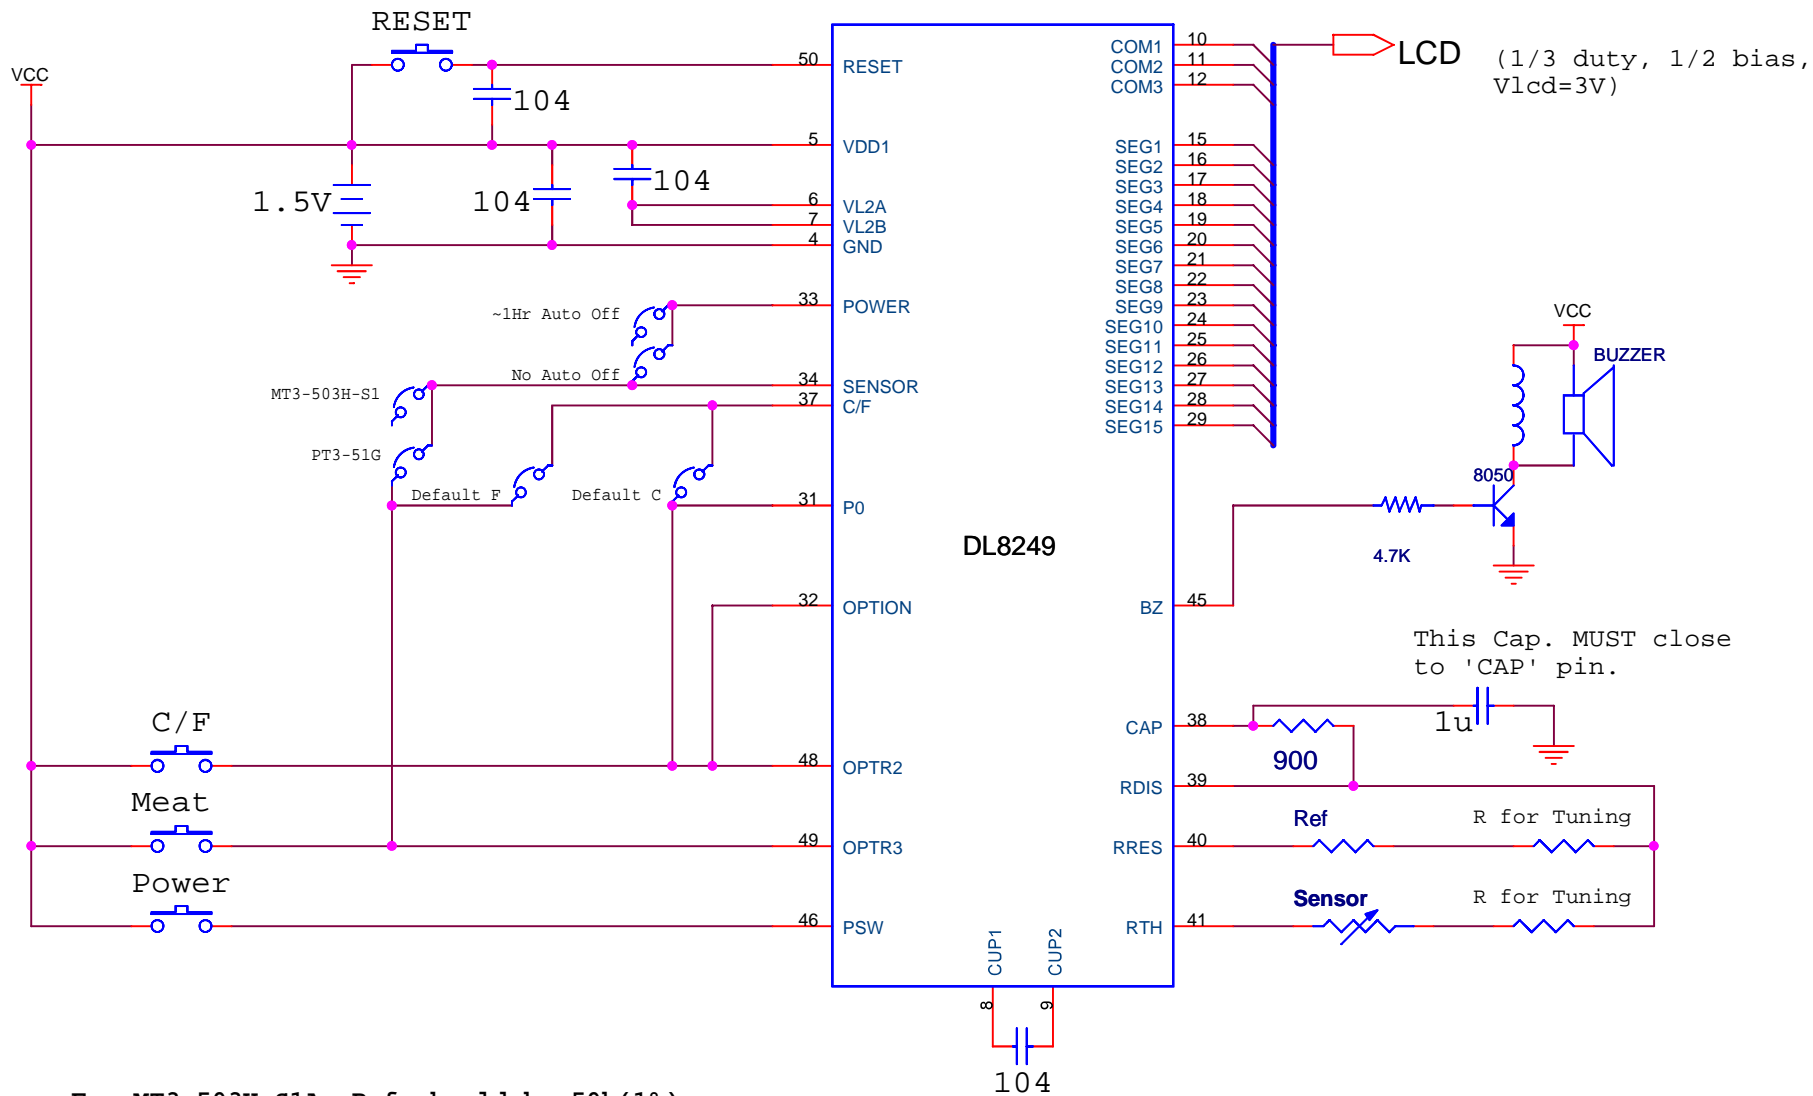 RESET
VCC
104
50
RESET
5
VDD1
1.5V
104
104
6
VL2A
7
VL2B
4
GND
~1Hr Auto Off
33
POWER
No Auto Off
MT3-503H-S1
34
SENSOR
37
C/F
PT3-51G
Default F
Default C
31
P0
DL8249
32
OPTION
C/F
48
OPTR2
Meat
49
OPTR3
Power
46
PSW
COM1
10
COM2
11
COM3
12
LCD
(1/3 duty, 1/2 bias,
Vlcd=3V)
SEG1
15
SEG2
16
SEG3
17
SEG4
18
SEG5
19
SEG6
20
SEG7
21
SEG8
22
SEG9
23
SEG10
24
SEG11
25
SEG12
26
SEG13
27
SEG14
28
SEG15
29
VCC
BUZZER
8050
4.7K
BZ
45
This Cap. MUST close
to 'CAP' pin.
1u
CAP
38
900
RDIS
39
Ref
R for Tuning
RRES
40
Sensor
R for Tuning
RTH
41
CUP1
CUP2
8
9
104